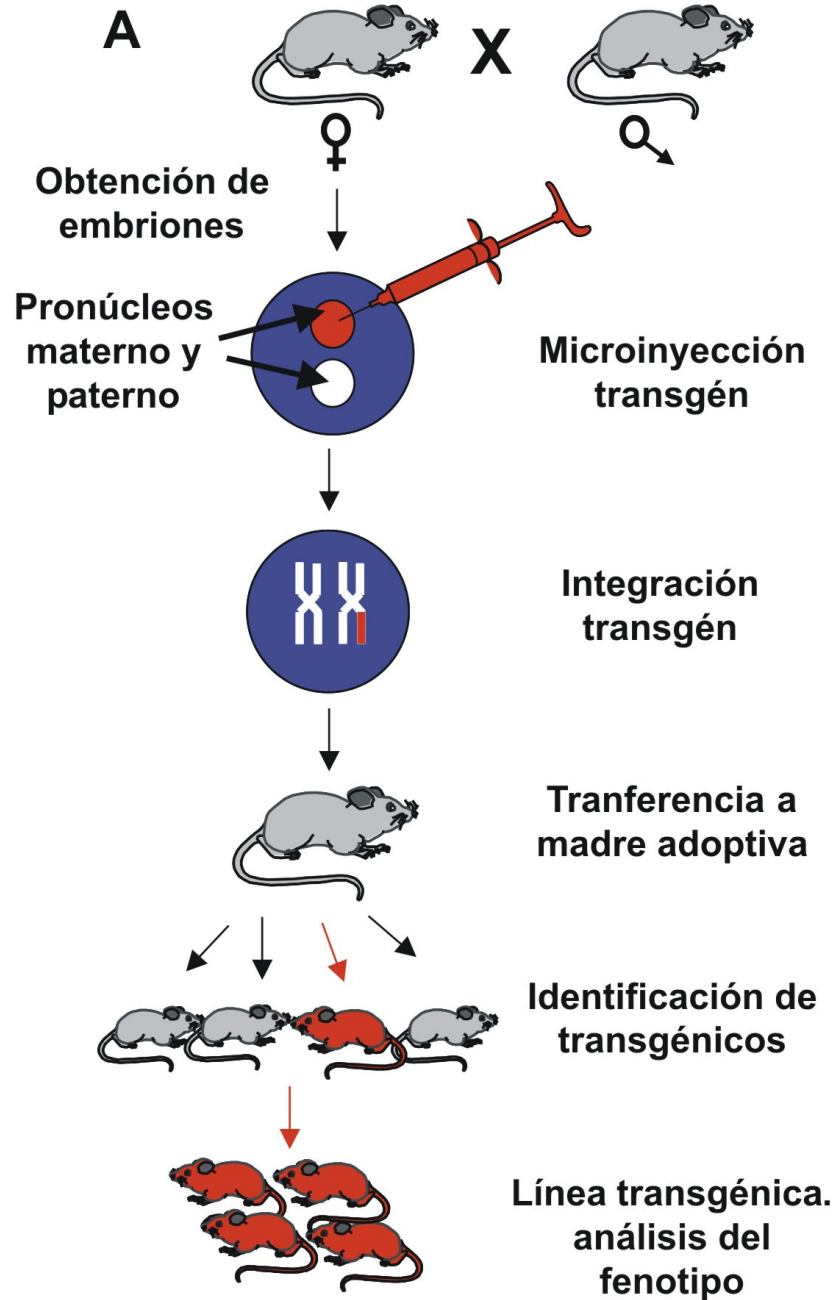 A
X
♀
♂
Obtención de
embriones
Pronúcleos
materno y
paterno
Microinyección
transgén
Integración
transgén
Tranferencia a
madre adoptiva
Identificación de
transgénicos
Línea transgénica.
análisis del
fenotipo